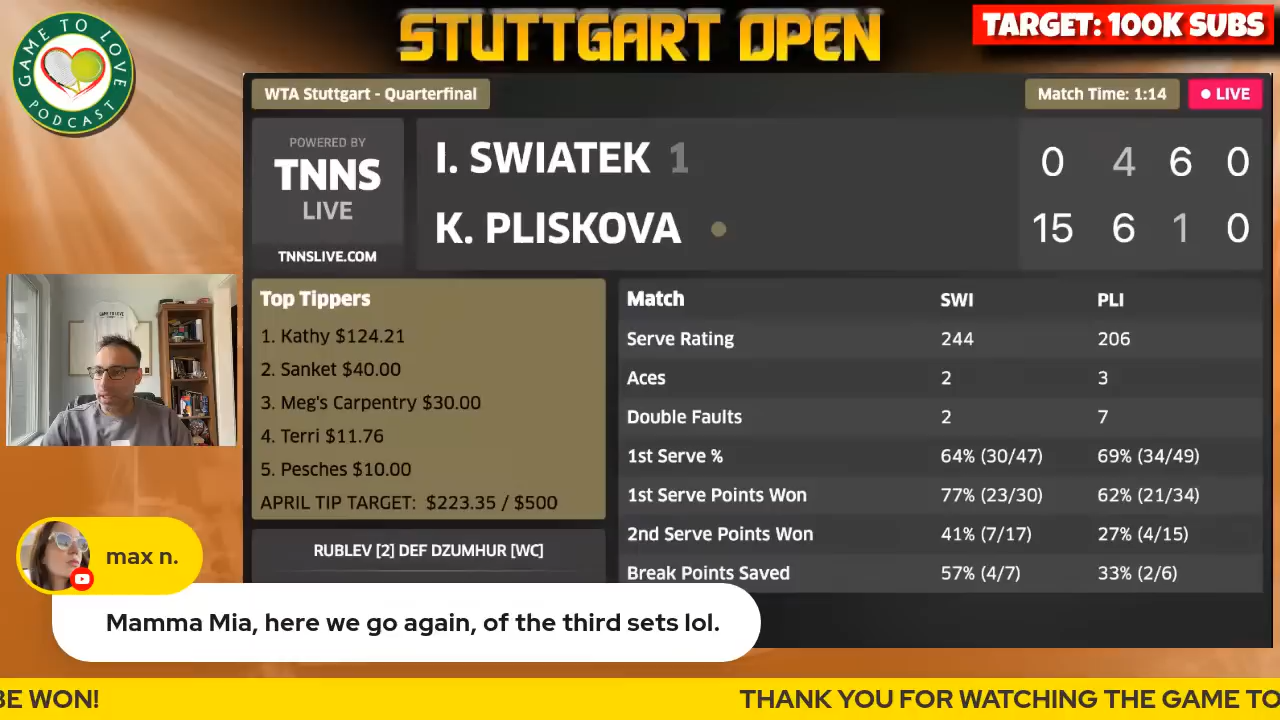 GAME TO LOVE
PODCAST
STUTTGART OPEN
TARGET: 100K SUBS
WTA Stuttgart - Quarterfinal
Match Time: 1:14
LIVE
POWERED BY
TNNS
LIVE
TNNSLIVE.COM
I. SWIATEK 1 0 4 6 0
K. PLISKOVA 15 6 1 0
Top Tippers
1. Kathy $124.21
2. Sanket $40.00
3. Meg's Carpentry $30.00
4. Terri $11.76
5. Pesches $10.00
APRIL TIP TARGET: $223.35 / $500
RUBLEV [2] DEF DZUMHUR [WC]
Match SWI PLI
Serve Rating 244 206
Aces 2 3
Double Faults 2 7
1st Serve % 64% (30/47) 69% (34/49)
1st Serve Points Won 77% (23/30) 62% (21/34)
2nd Serve Points Won 41% (7/17) 27% (4/15)
Break Points Saved 57% (4/7) 33% (2/6)
max n.
Mamma Mia, here we go again, of the third sets lol.
BE WON! THANK YOU FOR WATCHING THE GAME TO